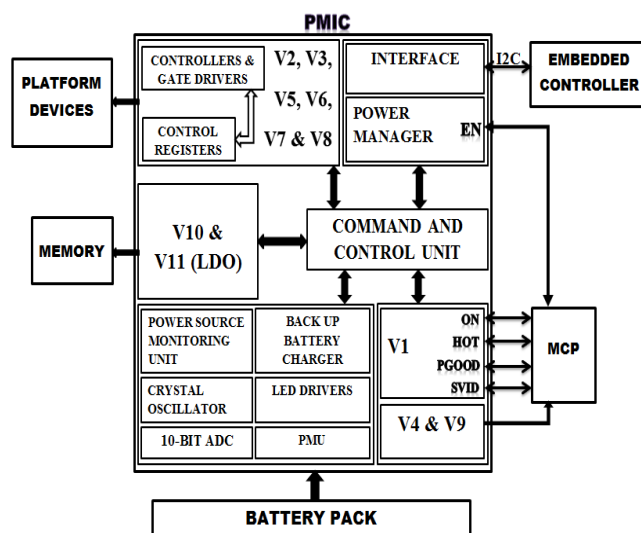 PMIC
PLATFORM
DEVICES
CONTROLLERS &
GATE DRIVERS
CONTROL
REGISTERS
V2, V3,
V5, V6,
V7 & V8
INTERFACE
I2C
EMBEDDED
CONTROLLER
POWER
MANAGER
EN
MEMORY
V10 &
V11 (LDO)
COMMAND AND
CONTROL UNIT
POWER SOURCE
MONITORING
UNIT
BACK UP
BATTERY
CHARGER
CRYSTAL
OSCILLATOR
LED DRIVERS
10-BIT ADC
PMU
V1
ON
HOT
PGOOD
SVID
MCP
V4 & V9
BATTERY PACK